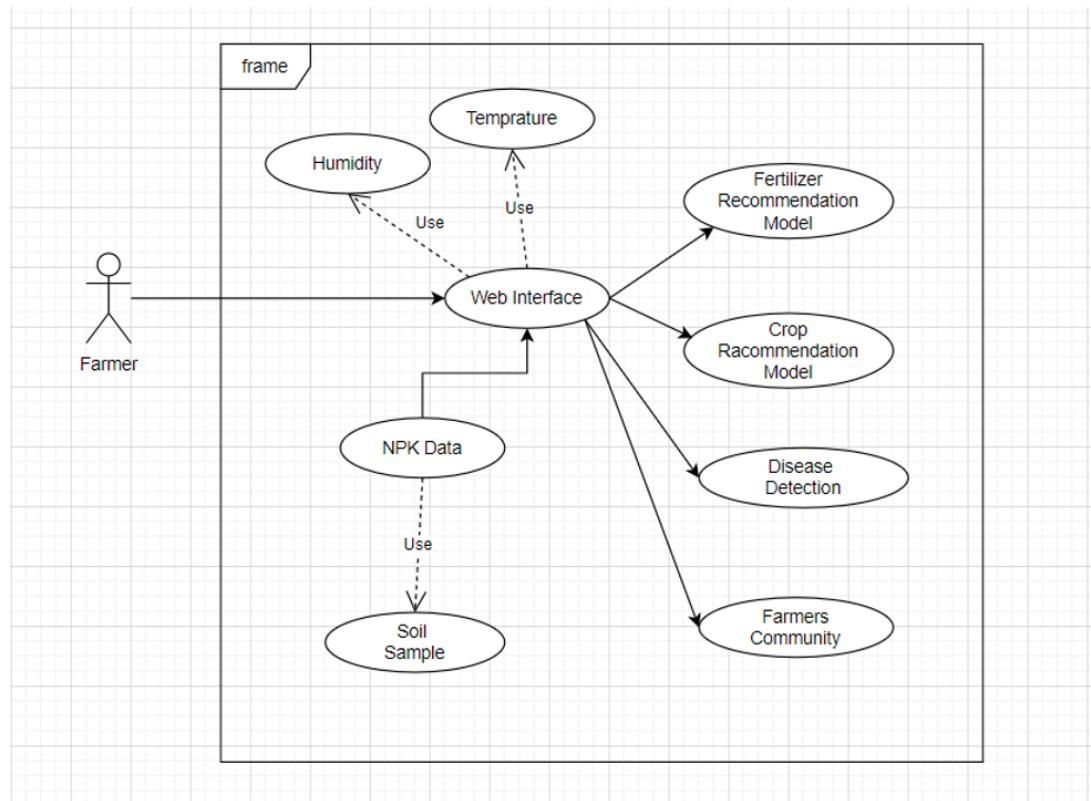 frame
Temprature
Humidity
Fertilizer
Recommendation
Model
Use
Use
Web Interface
Farmer
Crop
Racommendation
Model
NPK Data
Disease
Detection
Use
Soil
Sample
Farmers
Community